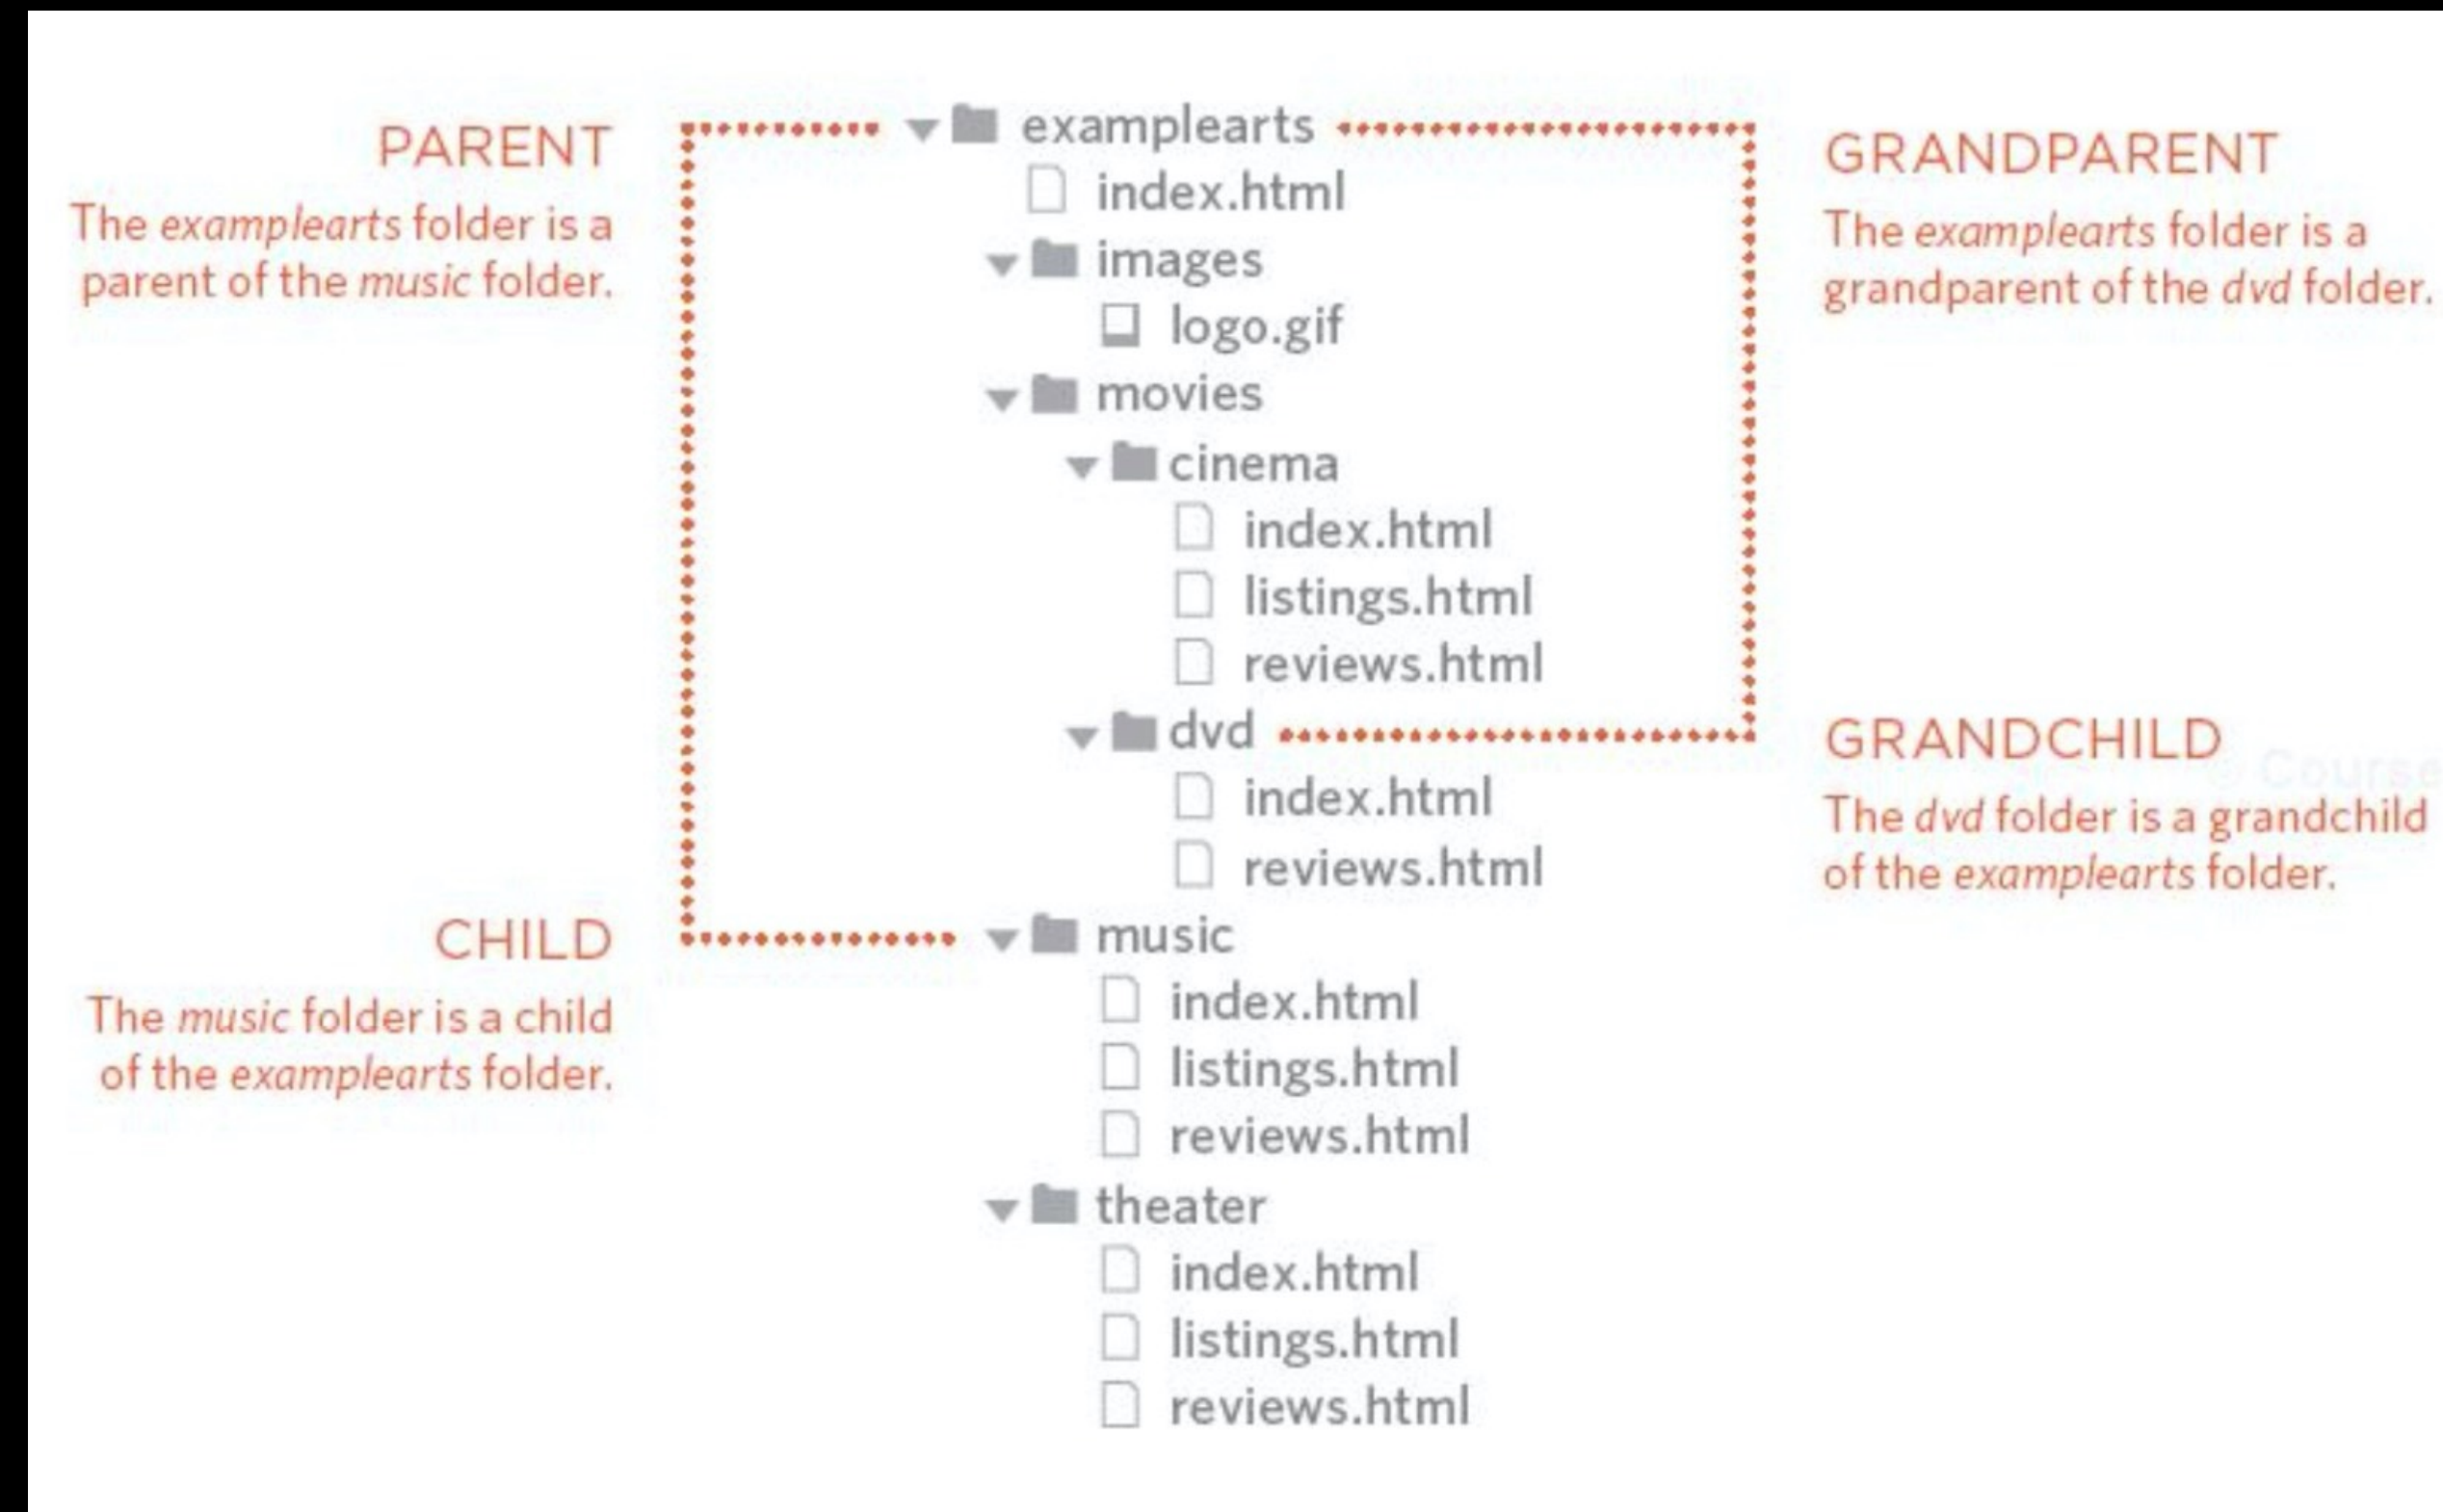 PARENT
The examplearts folder is a
parent of the music folder.
examplearts
index.html
images
logo.gif
movies
cinema
index.html
listings.html
reviews.html
dvd
index.html
reviews.html
music
index.html
listings.html
reviews.html
theater
index.html
listings.html
reviews.html
GRANDPARENT
The examplearts folder is a
grandparent of the dvd folder.
GRANDCHILD
The dvd folder is a grandchild
of the examplearts folder.
CHILD
The music folder is a child
of the examplearts folder.
© Course